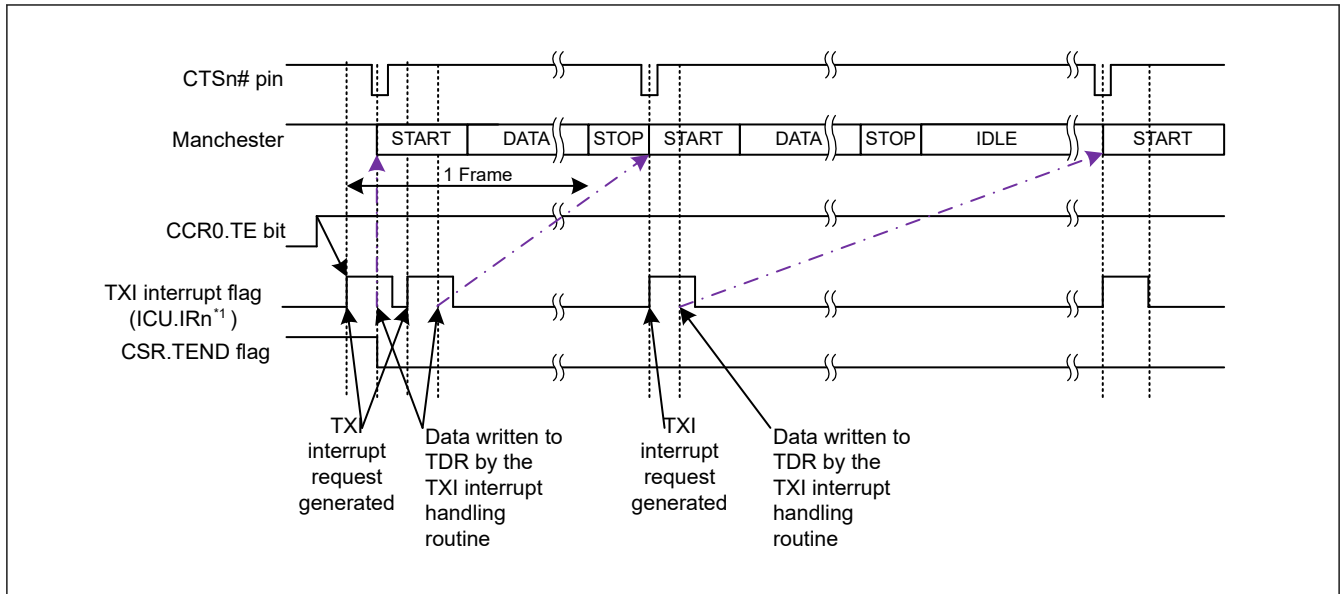 CTSn# pin
Manchester
START
DATA
STOP
START
DATA
STOP
IDLE
START
1 Frame
CCR0.TE bit
TXI interrupt flag
(ICU.IRn*1 )
CSR.TEND flag
TXI
interrupt
request
generated
Data written to
TDR by the
TXI interrupt
handling
routine
TXI
interrupt
request
generated
Data written to
TDR by the
TXI interrupt
handling
routine